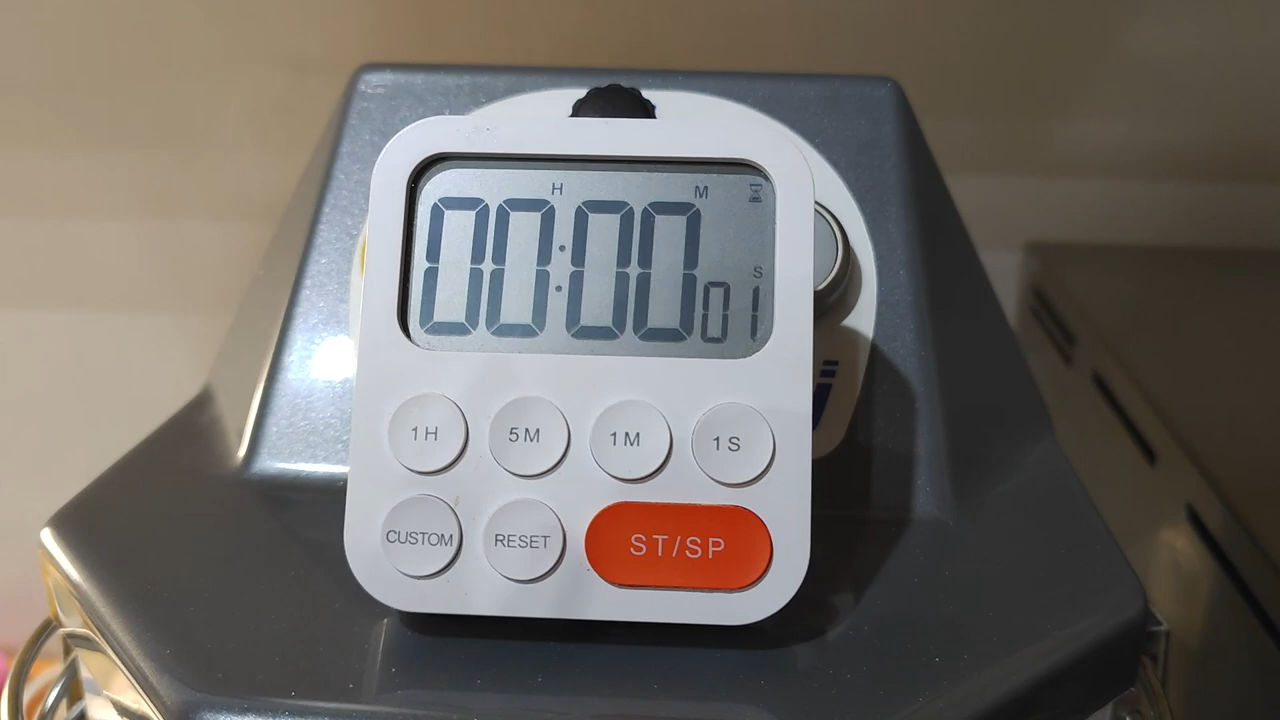 H M
00:00 01
S
1H 5M 1M 1S
CUSTOM RESET ST/SP